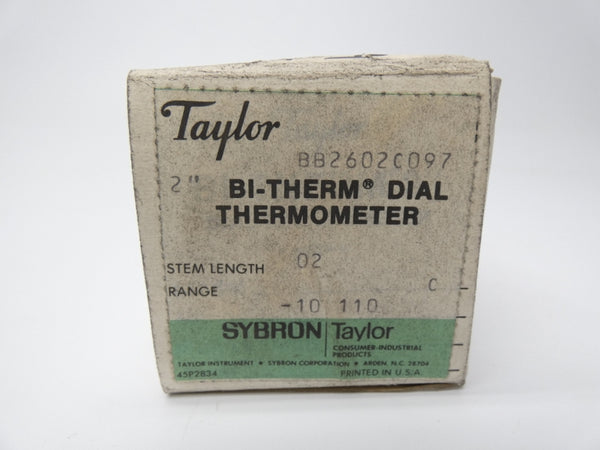 Taylor
BB2602C097
2" BI-THERM® DIAL
THERMOMETER
STEM LENGTH 02
RANGE -10 110 C
SYBRON Taylor
CONSUMER-INDUSTRIAL
PRODUCTS
TAYLOR INSTRUMENT * SYBRON CORPORATION * ARDEN, N.C. 28704
45P2834 PRINTED IN U.S.A.